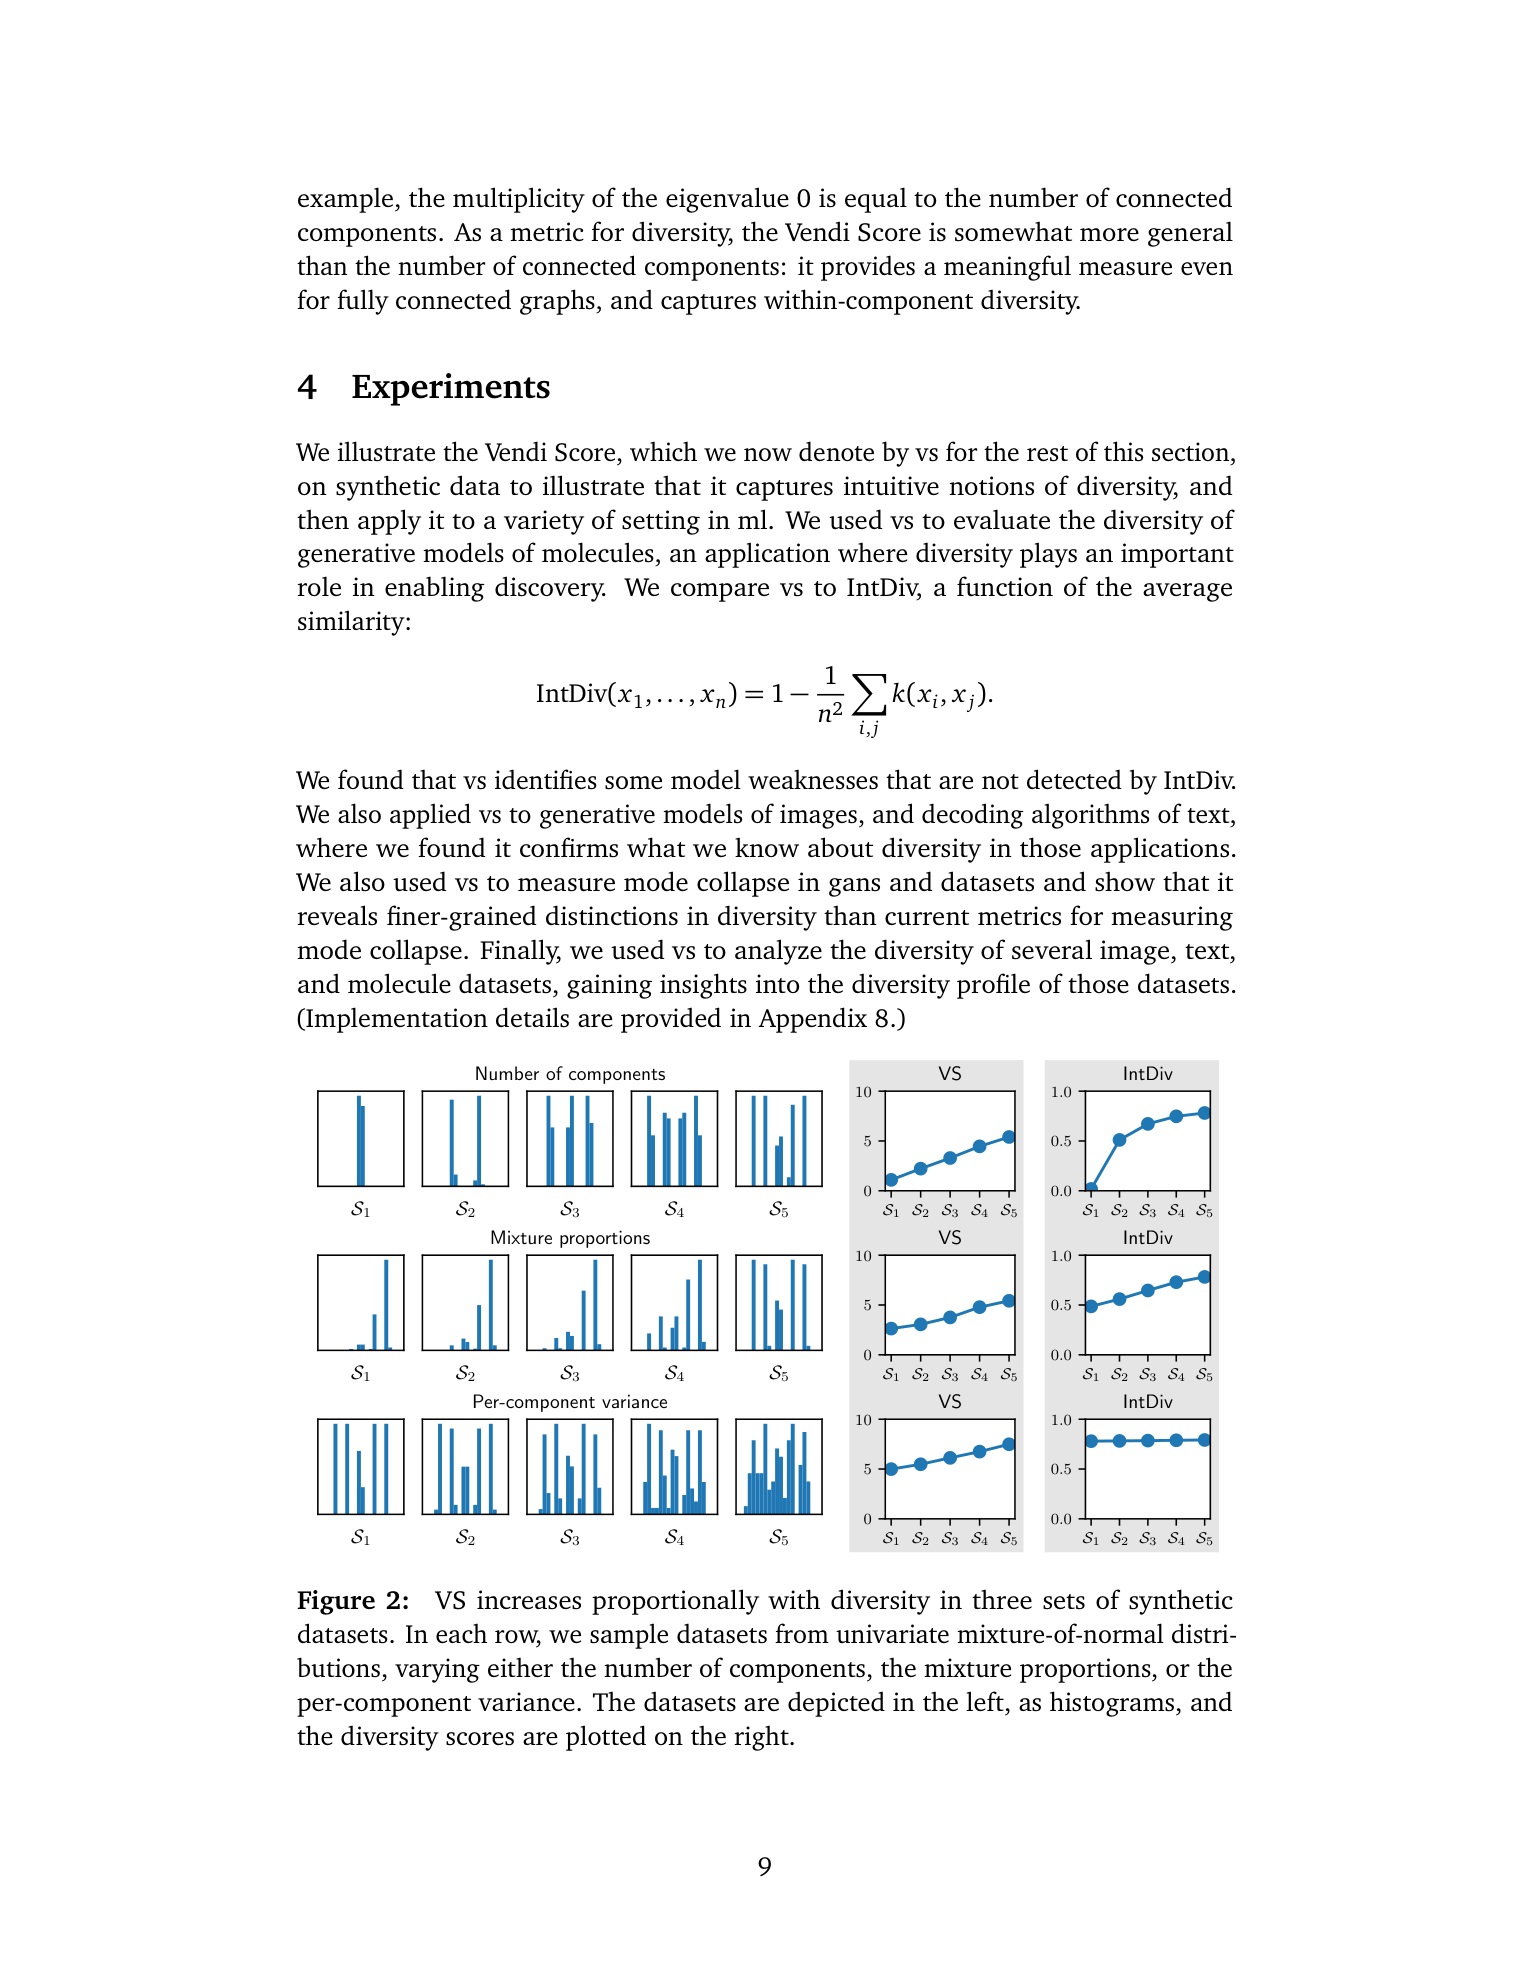 example, the multiplicity of the eigenvalue 0 is equal to the number of connected
components. As a metric for diversity, the Vendi Score is somewhat more general
than the number of connected components: it provides a meaningful measure even
for fully connected graphs, and captures within-component diversity.
4 Experiments
We illustrate the Vendi Score, which we now denote by vs for the rest of this section,
on synthetic data to illustrate that it captures intuitive notions of diversity, and
then apply it to a variety of setting in ml. We used vs to evaluate the diversity of
generative models of molecules, an application where diversity plays an important
role in enabling discovery. We compare vs to IntDiv, a function of the average
similarity:
IntDiv(x₁, . . . , xₙ) = 1 − 1/n² ∑_{i,j} k(xᵢ, xⱼ).
We found that vs identifies some model weaknesses that are not detected by IntDiv.
We also applied vs to generative models of images, and decoding algorithms of text,
where we found it confirms what we know about diversity in those applications.
We also used vs to measure mode collapse in gans and datasets and show that it
reveals finer-grained distinctions in diversity than current metrics for measuring
mode collapse. Finally, we used vs to analyze the diversity of several image, text,
and molecule datasets, gaining insights into the diversity profile of those datasets.
(Implementation details are provided in Appendix 8.)
Number of components
S₁ S₂ S₃ S₄ S₅
VS
10
5
0
S₁ S₂ S₃ S₄ S₅
IntDiv
1.0
0.5
0.0
S₁ S₂ S₃ S₄ S₅
Mixture proportions
S₁ S₂ S₃ S₄ S₅
VS
10
5
0
S₁ S₂ S₃ S₄ S₅
IntDiv
1.0
0.5
0.0
S₁ S₂ S₃ S₄ S₅
Per-component variance
S₁ S₂ S₃ S₄ S₅
VS
10
5
0
S₁ S₂ S₃ S₄ S₅
IntDiv
1.0
0.5
0.0
S₁ S₂ S₃ S₄ S₅
Figure 2: VS increases proportionally with diversity in three sets of synthetic
datasets. In each row, we sample datasets from univariate mixture-of-normal distri-
butions, varying either the number of components, the mixture proportions, or the
per-component variance. The datasets are depicted in the left, as histograms, and
the diversity scores are plotted on the right.
9